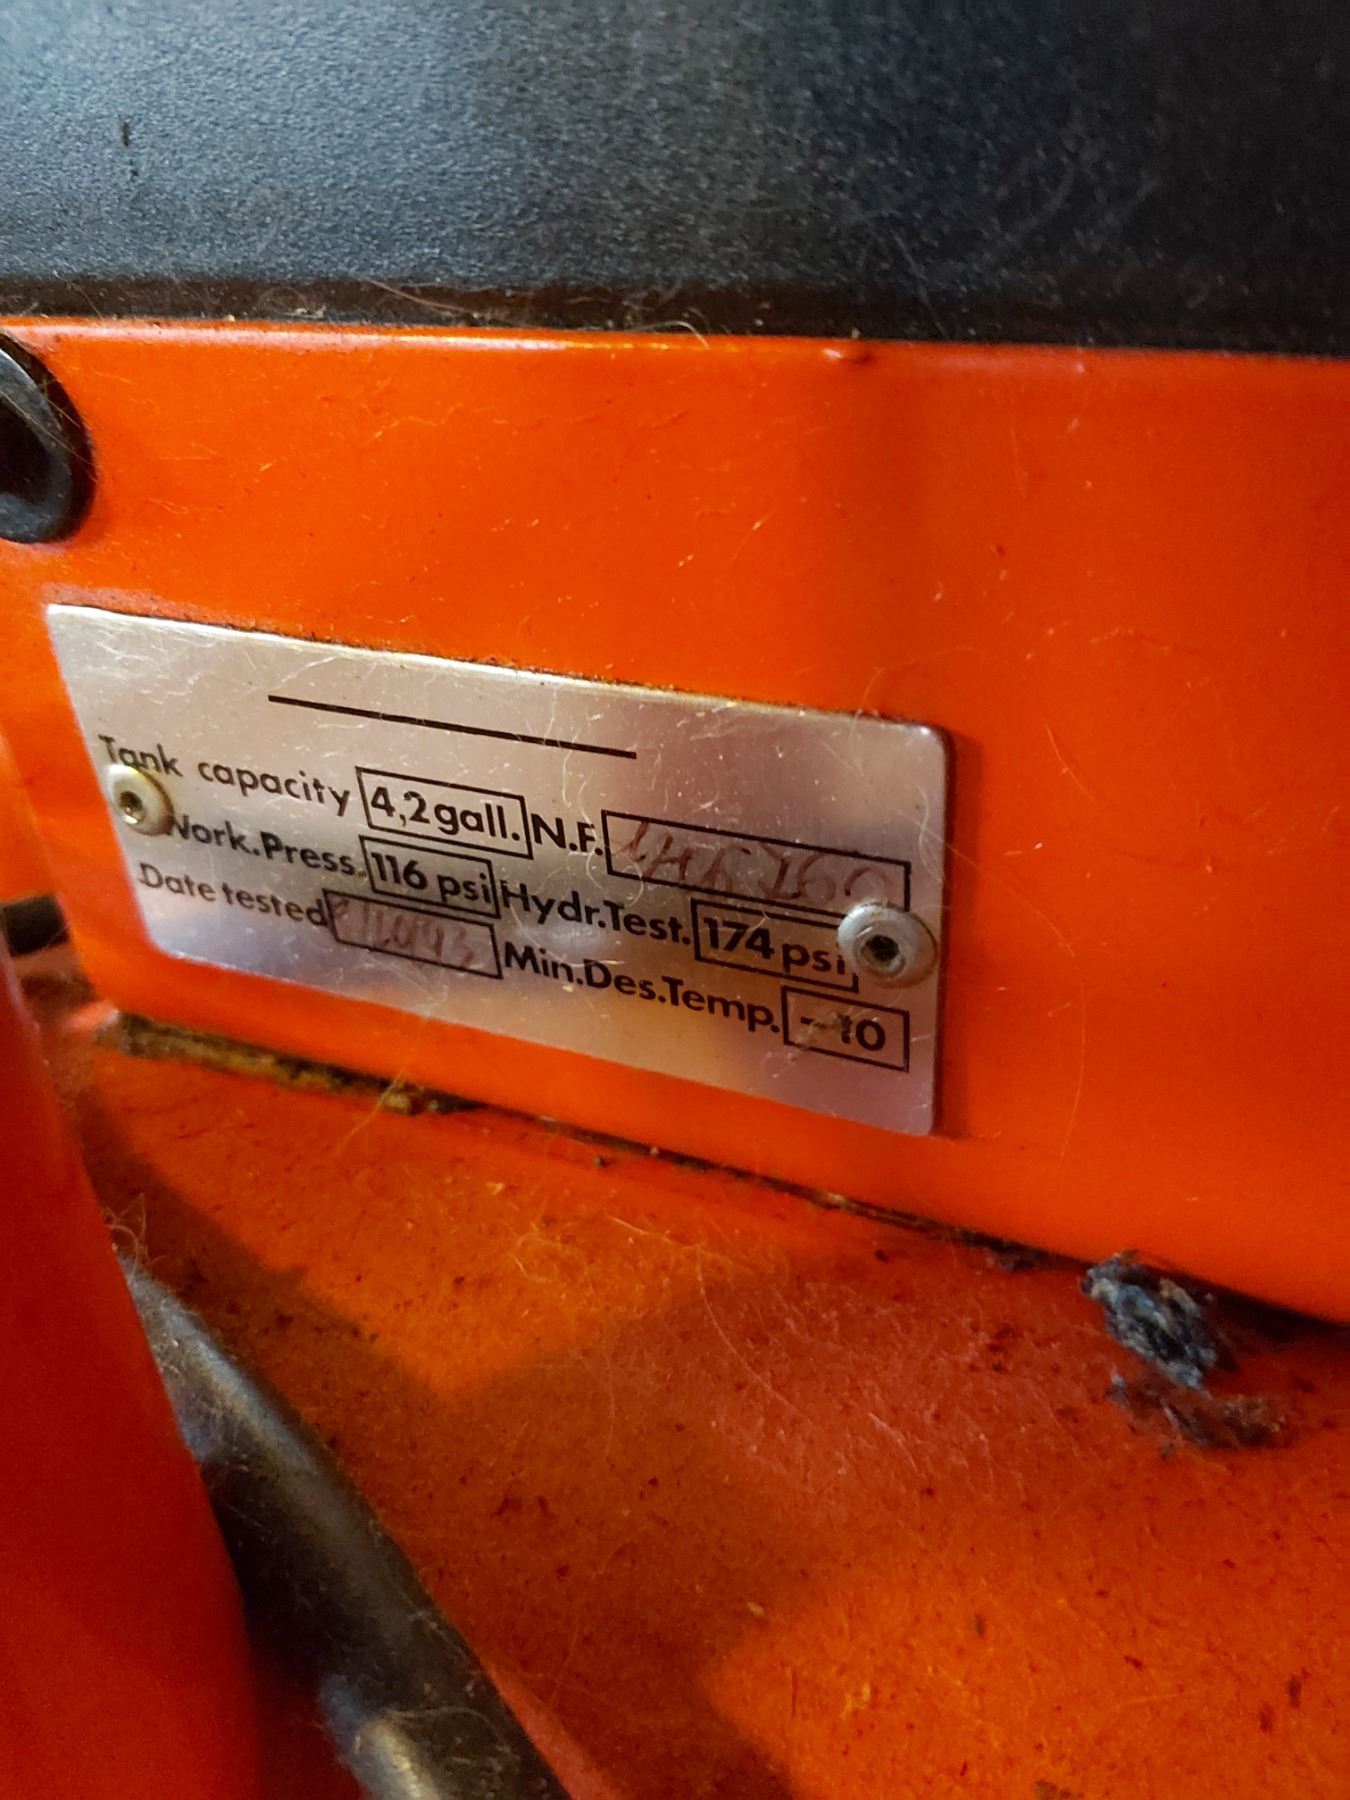 Tank capacity 4,2gall. N.F.
Work.Press. 116 psi Hydr.Test. 174 psi
Date tested Min.Des.Temp. -10